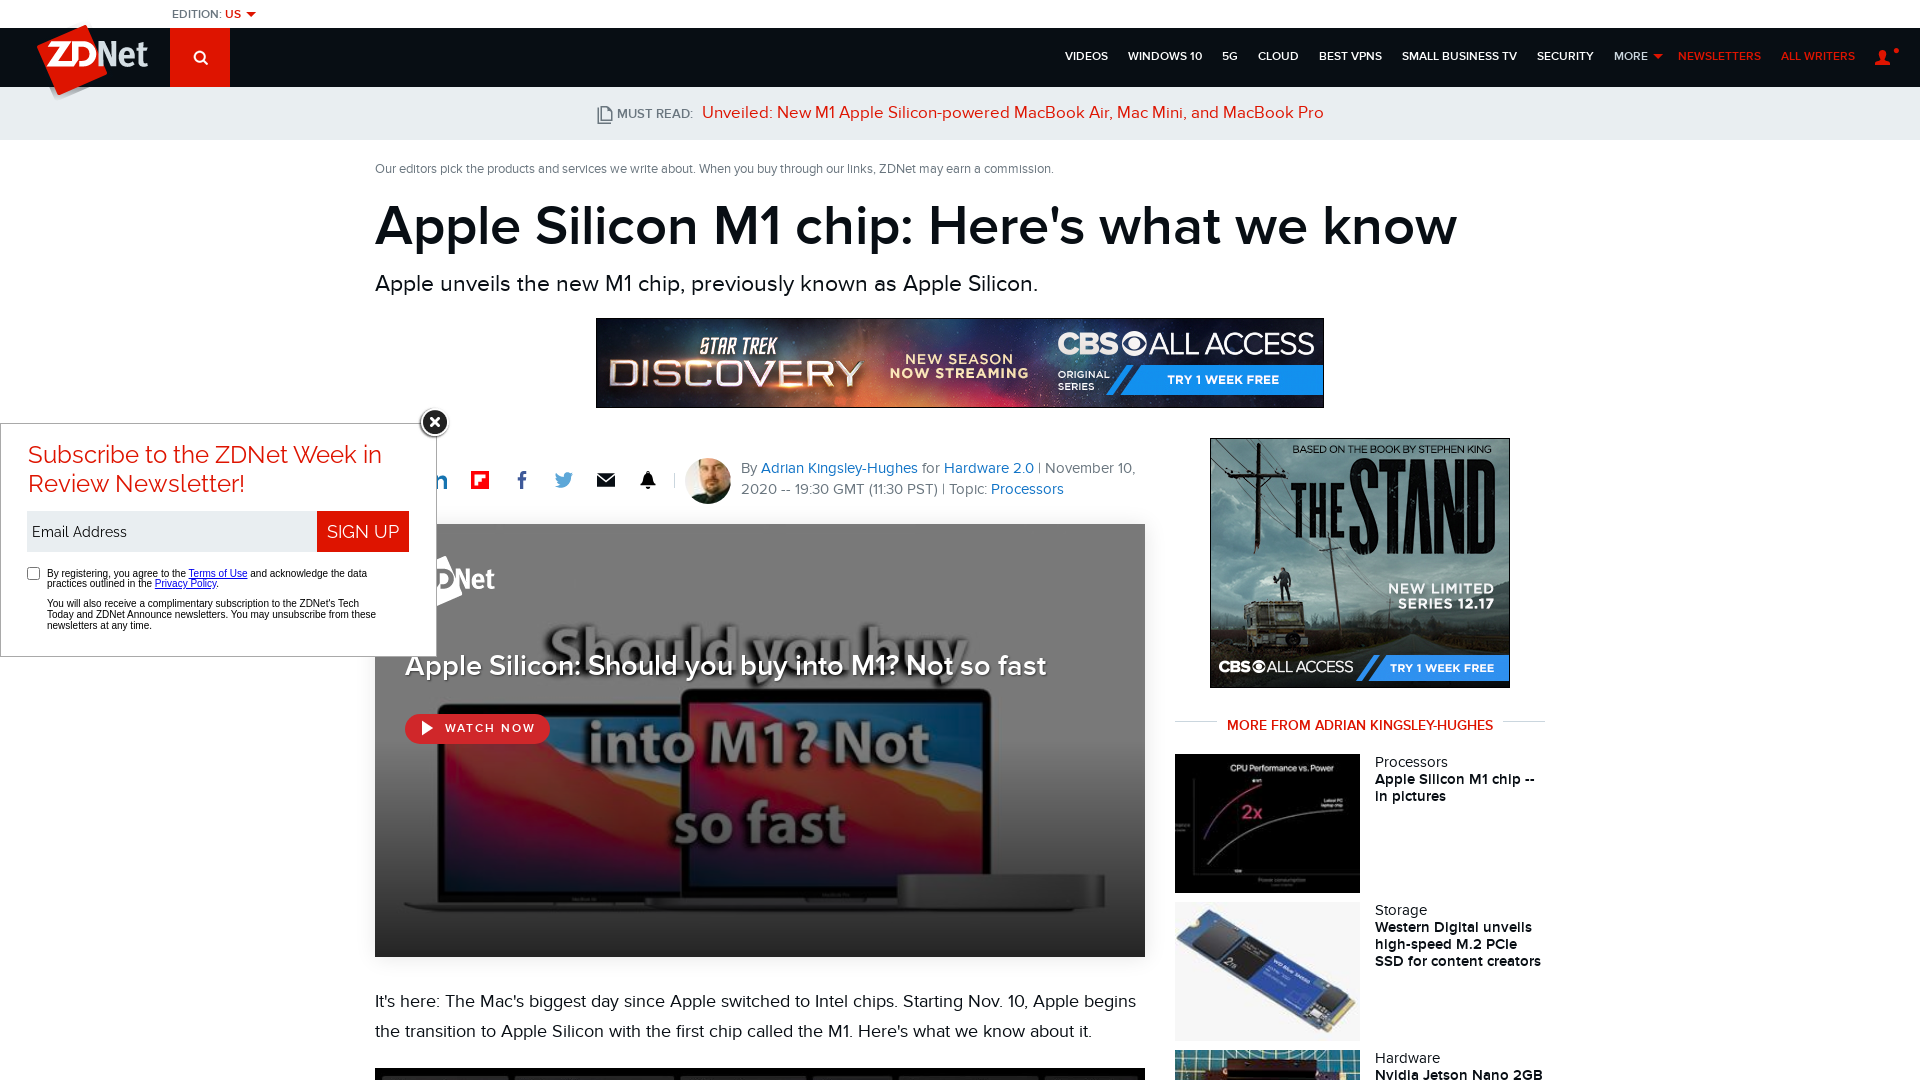 EDITION: US
ZDNet
VIDEOS WINDOWS 10 5G CLOUD BEST VPNS SMALL BUSINESS TV SECURITY MORE NEWSLETTERS ALL WRITERS
MUST READ: Unveiled: New M1 Apple Silicon-powered MacBook Air, Mac Mini, and MacBook Pro
Our editors pick the products and services we write about. When you buy through our links, ZDNet may earn a commission.
Apple Silicon M1 chip: Here's what we know
Apple unveils the new M1 chip, previously known as Apple Silicon.
STAR TREK
DISCOVERY
NEW SEASON
NOW STREAMING
CBS ALL ACCESS
ORIGINAL
SERIES
TRY 1 WEEK FREE
Subscribe to the ZDNet Week in
Review Newsletter!
Email Address
SIGN UP
By registering, you agree to the Terms of Use and acknowledge the data
practices outlined in the Privacy Policy.
You will also receive a complimentary subscription to the ZDNet's Tech
Today and ZDNet Announce newsletters. You may unsubscribe from these
newsletters at any time.
By Adrian Kingsley-Hughes for Hardware 2.0 | November 10,
2020 -- 19:30 GMT (11:30 PST) | Topic: Processors
DNet
Should you buy
Apple Silicon: Should you buy into M1? Not so fast
WATCH NOW
into M1? Not
so fast
It's here: The Mac's biggest day since Apple switched to Intel chips. Starting Nov. 10, Apple begins
the transition to Apple Silicon with the first chip called the M1. Here's what we know about it.
BASED ON THE BOOK BY STEPHEN KING
THE STAND
NEW LIMITED
SERIES 12.17
CBS ALL ACCESS
TRY 1 WEEK FREE
MORE FROM ADRIAN KINGSLEY-HUGHES
CPU Performance vs. Power
2x
Power consumption
Processors
Apple Silicon M1 chip --
in pictures
Storage
Western Digital unveils
high-speed M.2 PCIe
SSD for content creators
Hardware
Nvidia Jetson Nano 2GB